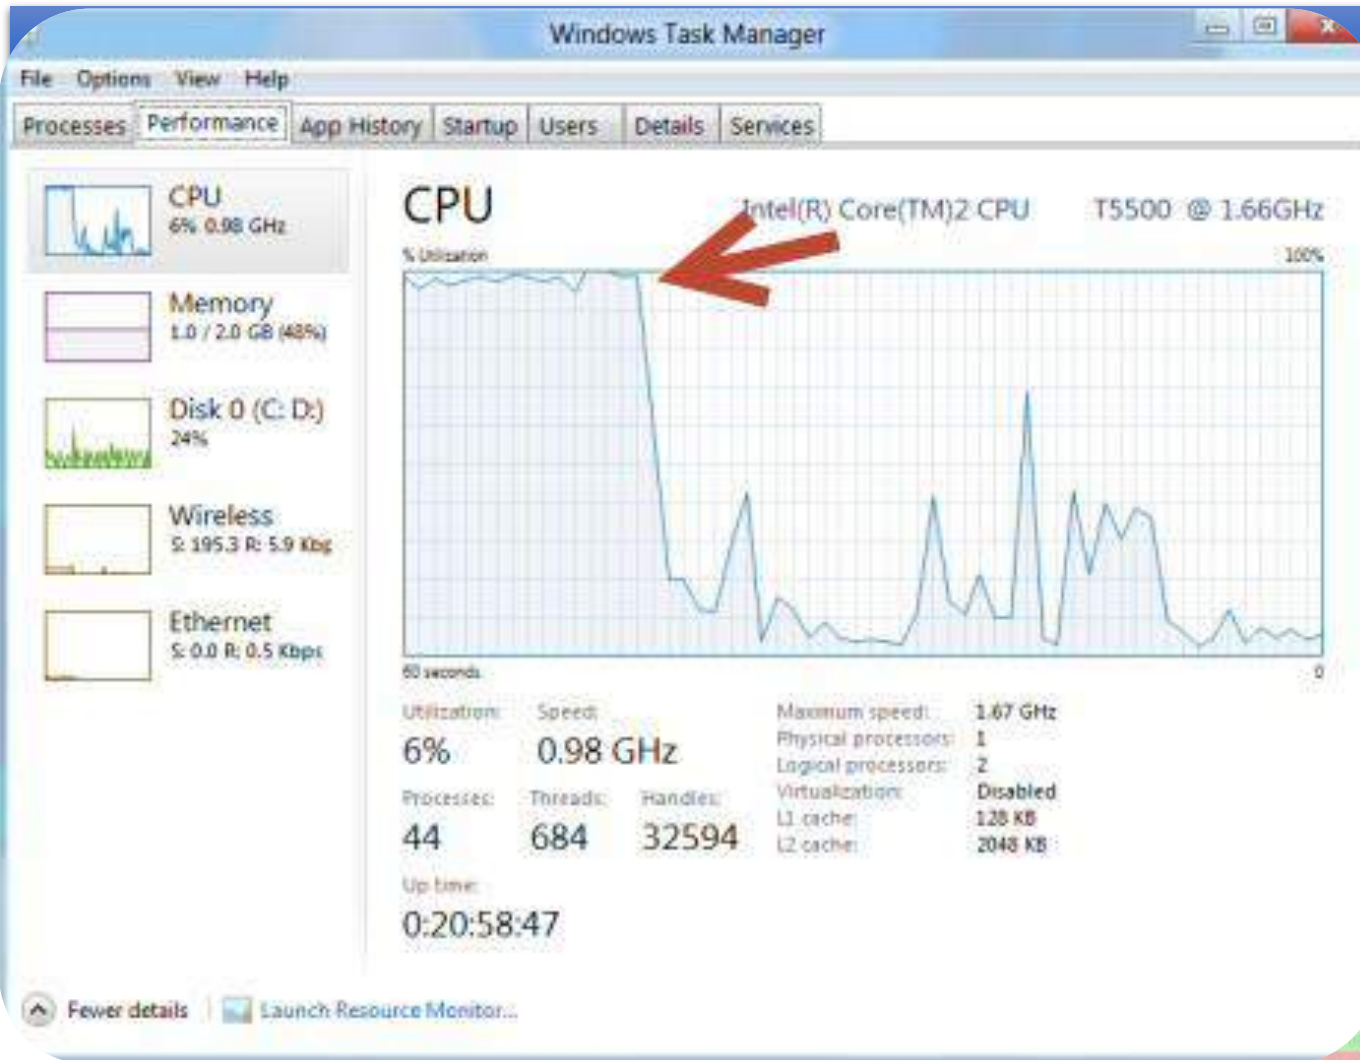 Windows Task Manager
File Options View Help
Processes Performance App History Startup Users Details Services
CPU
6% 0.98 GHz
Memory
1.0 / 2.0 GB (48%)
Disk 0 (C: D:)
24%
Wireless
S: 195.3 R: 5.9 Kbp
Ethernet
S: 0.0 R: 0.5 Kbps
CPU Intel(R) Core(TM)2 CPU T5500 @ 1.66GHz
% Utilization 100%
60 seconds 0
Utilization: Speed: Maximum speed: 1.67 GHz
6% 0.98 GHz Physical processors: 1
Logical processors: 2
Processes: Threads: Handles: Virtualization: Disabled
44 684 32594 L1 cache: 128 KB
L2 cache: 2048 KB
Up time:
0:20:58:47
Fewer details Launch Resource Monitor...